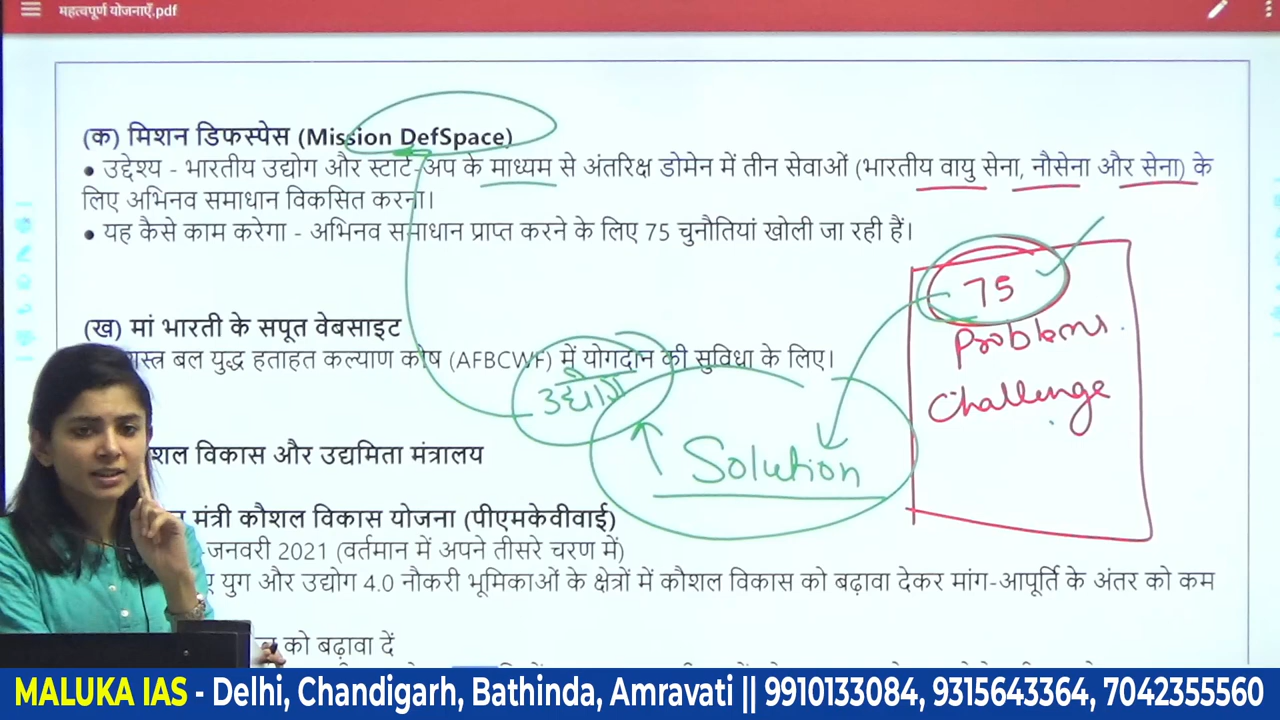 महत्वपूर्ण योजनाएँ.pdf
(क) मिशन डिफस्पेस (Mission DefSpace)
• उद्देश्य - भारतीय उद्योग और स्टार्ट-अप के माध्यम से अंतरिक्ष डोमेन में तीन सेवाओं (भारतीय वायु सेना, नौसेना और सेना) के
लिए अभिनव समाधान विकसित करना।
• यह कैसे काम करेगा - अभिनव समाधान प्राप्त करने के लिए 75 चुनौतियां खोली जा रही हैं।
75
Problems.
Challenge
(ख) मां भारती के सपूत वेबसाइट
स्त्र बल युद्ध हताहत कल्याण कोष (AFBCWF) में योगदान की सुविधा के लिए।
उद्योग
Solution
शल विकास और उद्यमिता मंत्रालय
मंत्री कौशल विकास योजना (पीएमकेवीवाई)
-जनवरी 2021 (वर्तमान में अपने तीसरे चरण में)
ए युग और उद्योग 4.0 नौकरी भूमिकाओं के क्षेत्रों में कौशल विकास को बढ़ावा देकर मांग-आपूर्ति के अंतर को कम
को बढ़ावा दें
MALUKA IAS - Delhi, Chandigarh, Bathinda, Amravati || 9910133084, 9315643364, 7042355560